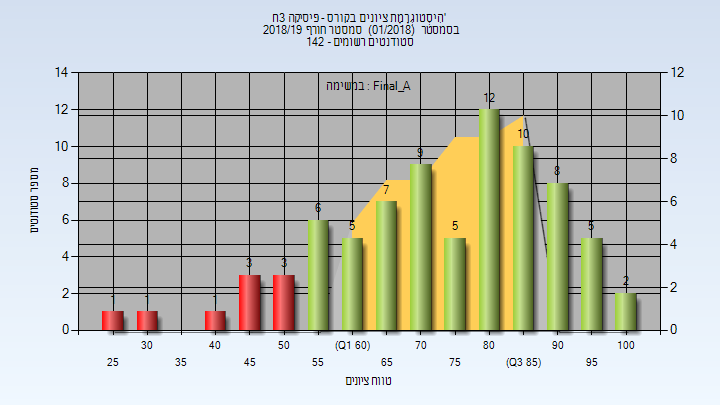 היסטוגרמת ציונים בקורס - פיסיקה 3ח'
בסמסטר (01/2018) סמסטר חורף 2018/19
סטודנטים רשומים - 142
במשימה : Final_A
14 12 10 8 6 4 2 0
12 10 8 6 4 2 0
מספר סטודנטים
1 1 1 3 3 6 5 7 9 5 12 10 8 5 2
30 40 50 (Q1 60) 70 80 90 100
25 35 45 55 65 75 (Q3 85) 95
טווח ציונים